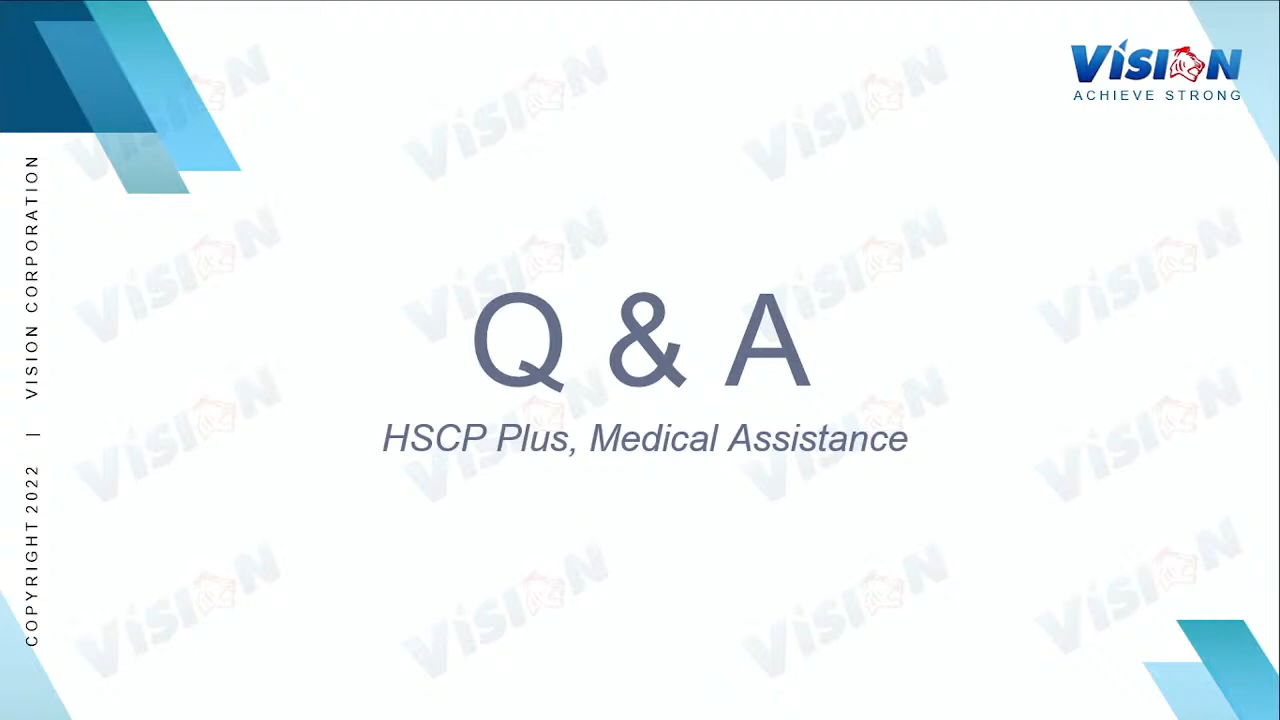 VISION
ACHIEVE STRONG
COPYRIGHT 2022 | VISION CORPORATION
Q & A
HSCP Plus, Medical Assistance